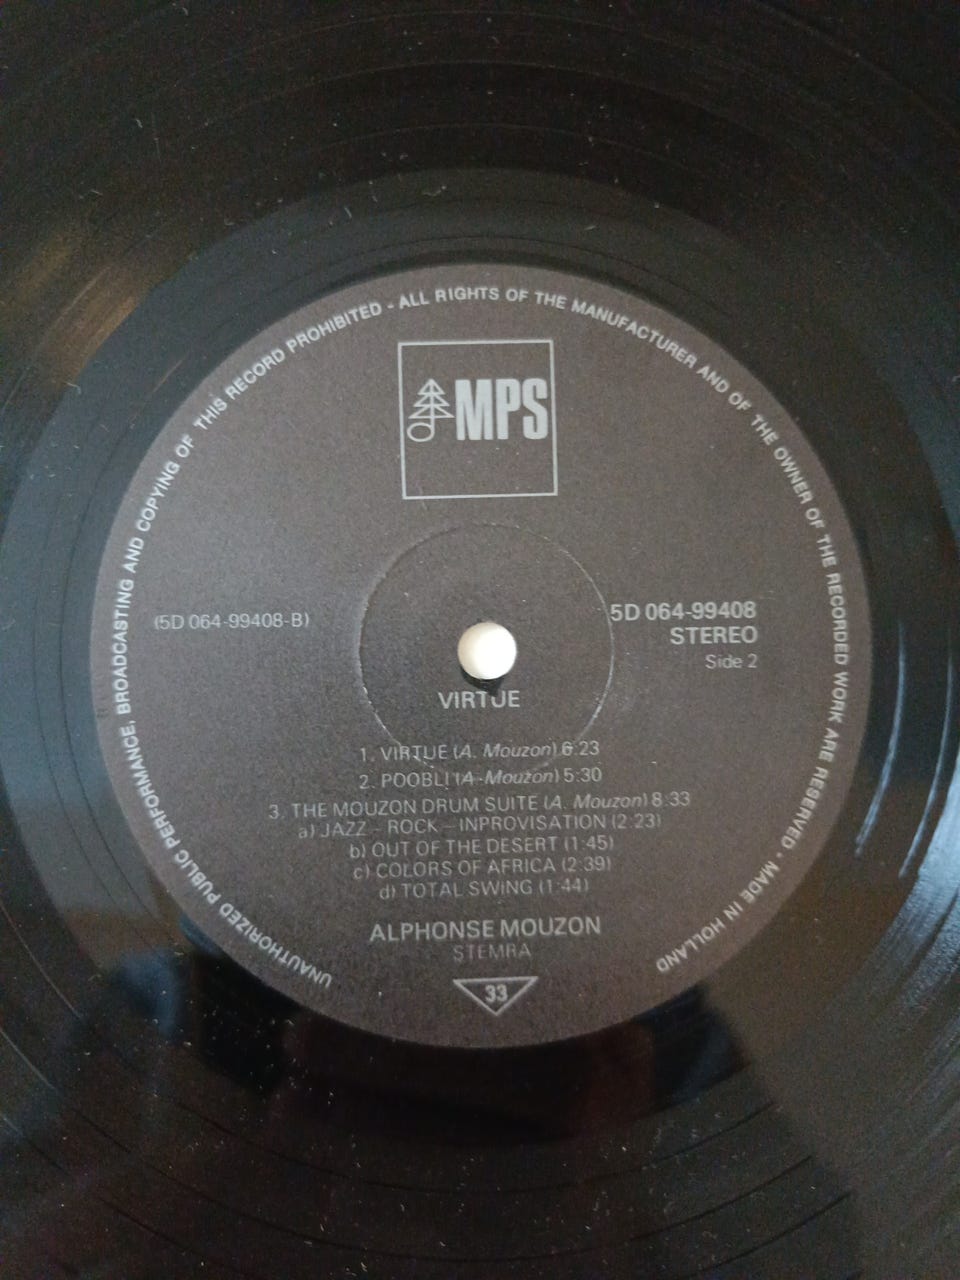 UNAUTHORIZED PUBLIC PERFORMANCE, BROADCASTING AND COPYING OF THIS RECORD PROHIBITED - ALL RIGHTS OF THE MANUFACTURER AND OF THE OWNER OF THE RECORDED WORK ARE RESERVED • MADE IN HOLLAND
MPS
(5D 064-99408-B)
5D 064-99408
STEREO
Side 2
VIRTUE
1. VIRTUE (A. Mouzon) 6:23
2. POOBLI (A. Mouzon) 5:30
3. THE MOUZON DRUM SUITE (A. Mouzon) 8:33
a) JAZZ - ROCK - INPROVISATION (2:23)
b) OUT OF THE DESERT (1:45)
c) COLORS OF AFRICA (2:39)
d) TOTAL SWING (1:44)
ALPHONSE MOUZON
STEMRA
33